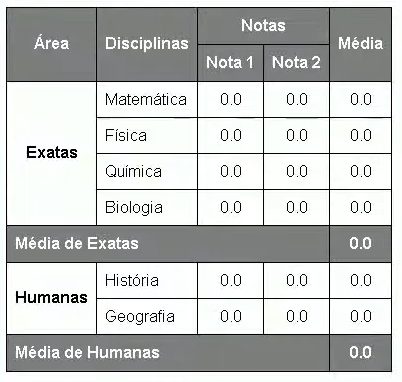 Área Disciplinas Notas Média
Nota 1 Nota 2
Exatas Matemática 0.0 0.0 0.0
Física 0.0 0.0 0.0
Química 0.0 0.0 0.0
Biologia 0.0 0.0 0.0
Média de Exatas 0.0
Humanas História 0.0 0.0 0.0
Geografia 0.0 0.0 0.0
Média de Humanas 0.0